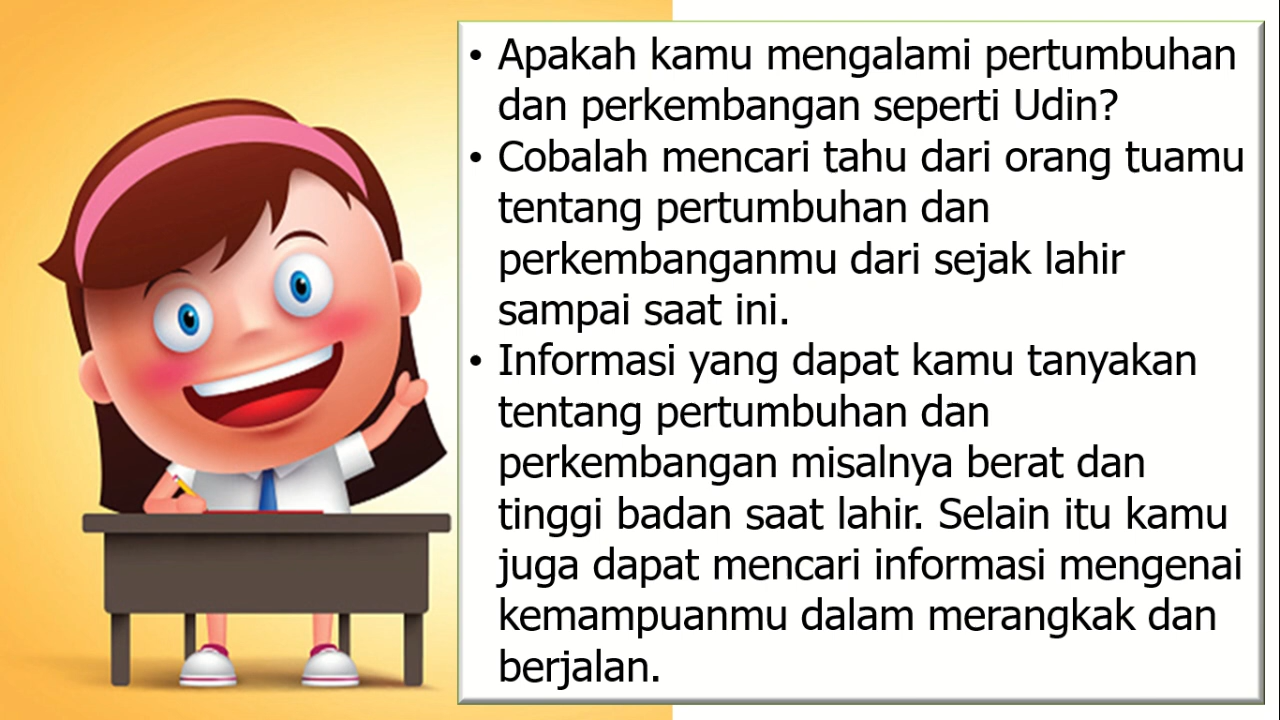 • Apakah kamu mengalami pertumbuhan
dan perkembangan seperti Udin?
• Cobalah mencari tahu dari orang tuamu
tentang pertumbuhan dan
perkembanganmu dari sejak lahir
sampai saat ini.
• Informasi yang dapat kamu tanyakan
tentang pertumbuhan dan
perkembangan misalnya berat dan
tinggi badan saat lahir. Selain itu kamu
juga dapat mencari informasi mengenai
kemampuanmu dalam merangkak dan
berjalan.